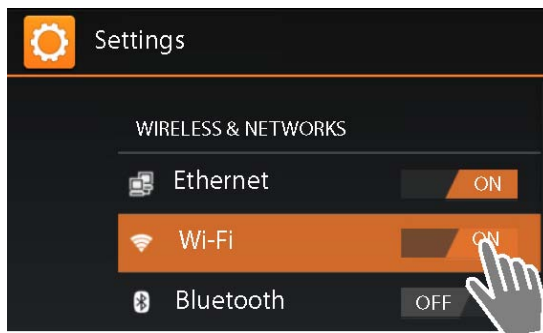 Settings
WIRELESS & NETWORKS
Ethernet ON
Wi-Fi ON
Bluetooth OFF